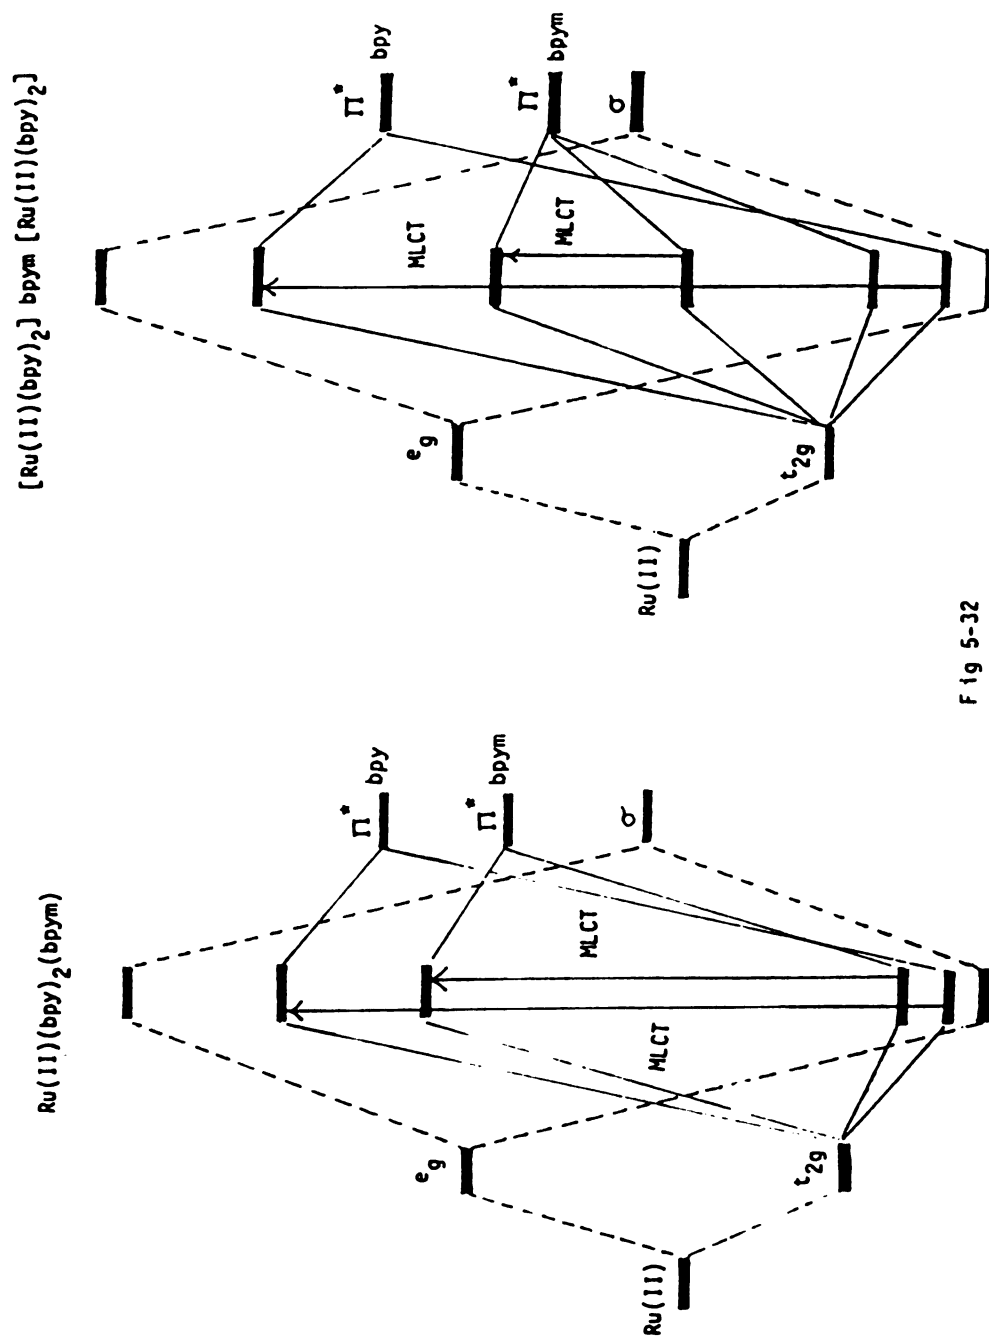 Ru(II)(bpy)2(bpym)
Π* bpy
Π* bpym
σ
MLCT
MLCT
eg
t2g
Ru(II)
[Ru(II)(bpy)2] bpym [Ru(II)(bpy)2]
Π* bpy
Π* bpym
σ
MLCT
MLCT
eg
t2g
Ru(II)
Fig 5-32